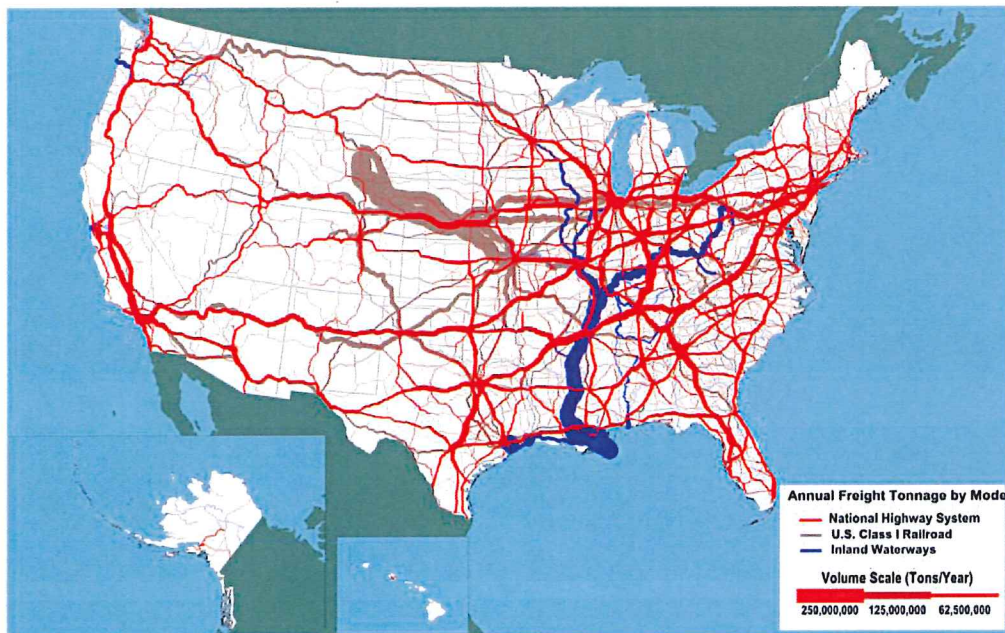 Annual Freight Tonnage by Mode
National Highway System
U.S. Class I Railroad
Inland Waterways
Volume Scale (Tons/Year)
250,000,000 125,000,000 62,500,000